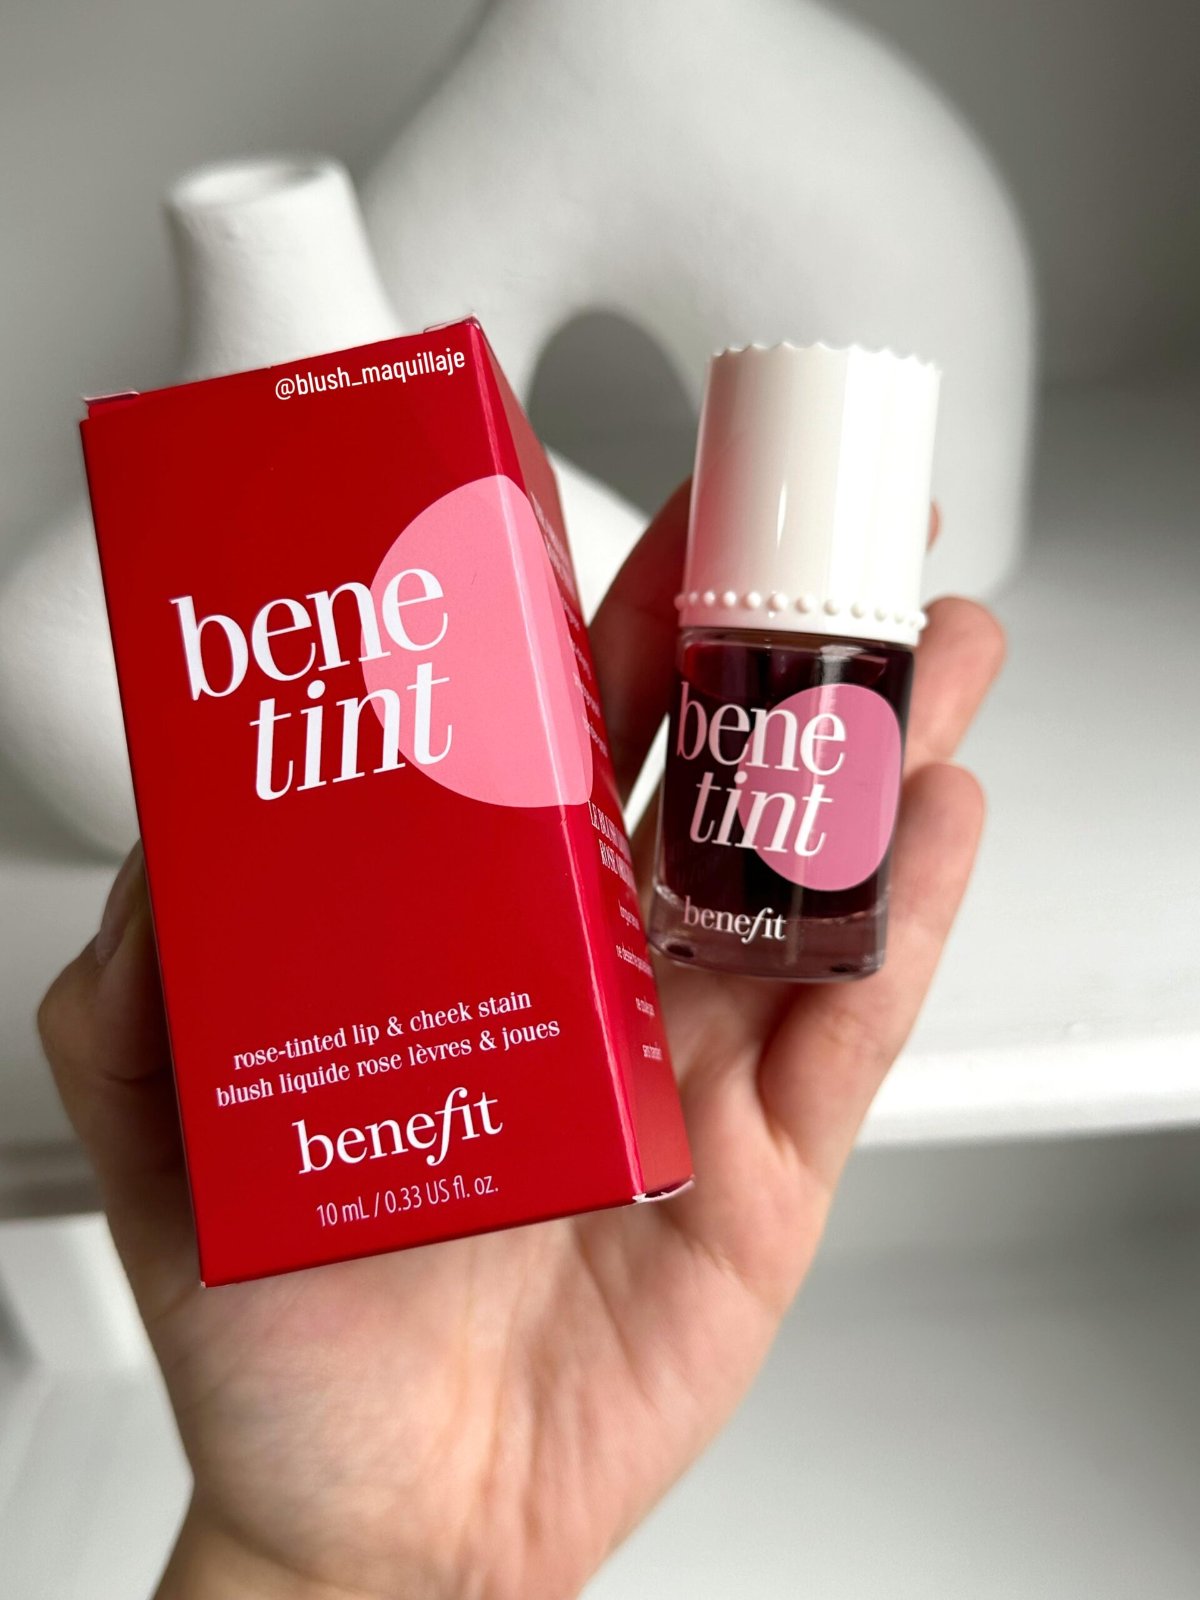 @blush_maquillaje
bene
tint
rose-tinted lip & cheek stain
blush liquide rose lèvres & joues
benefit
10 mL / 0.33 US fl. oz.
bene
tint
benefit